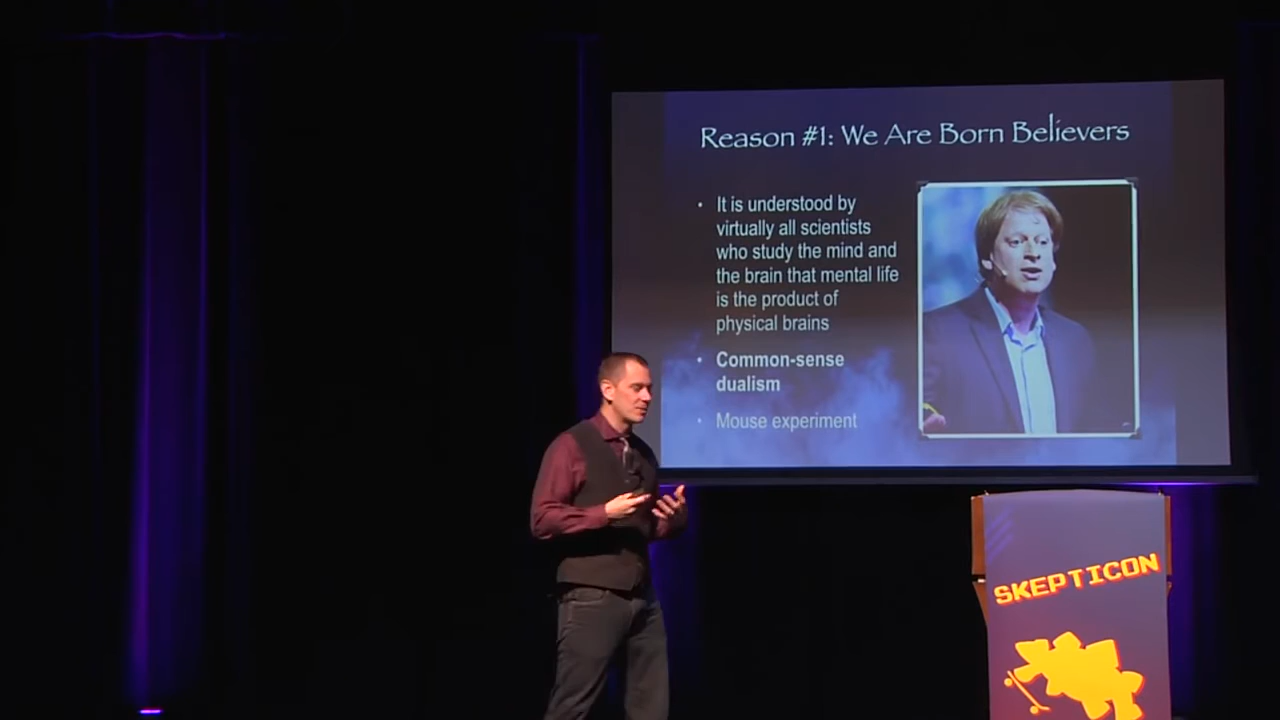 Reason #1: We Are Born Believers
• It is understood by
virtually all scientists
who study the mind and
the brain that mental life
is the product of
physical brains
• Common-sense
dualism
• Mouse experiment
SKEPTICON